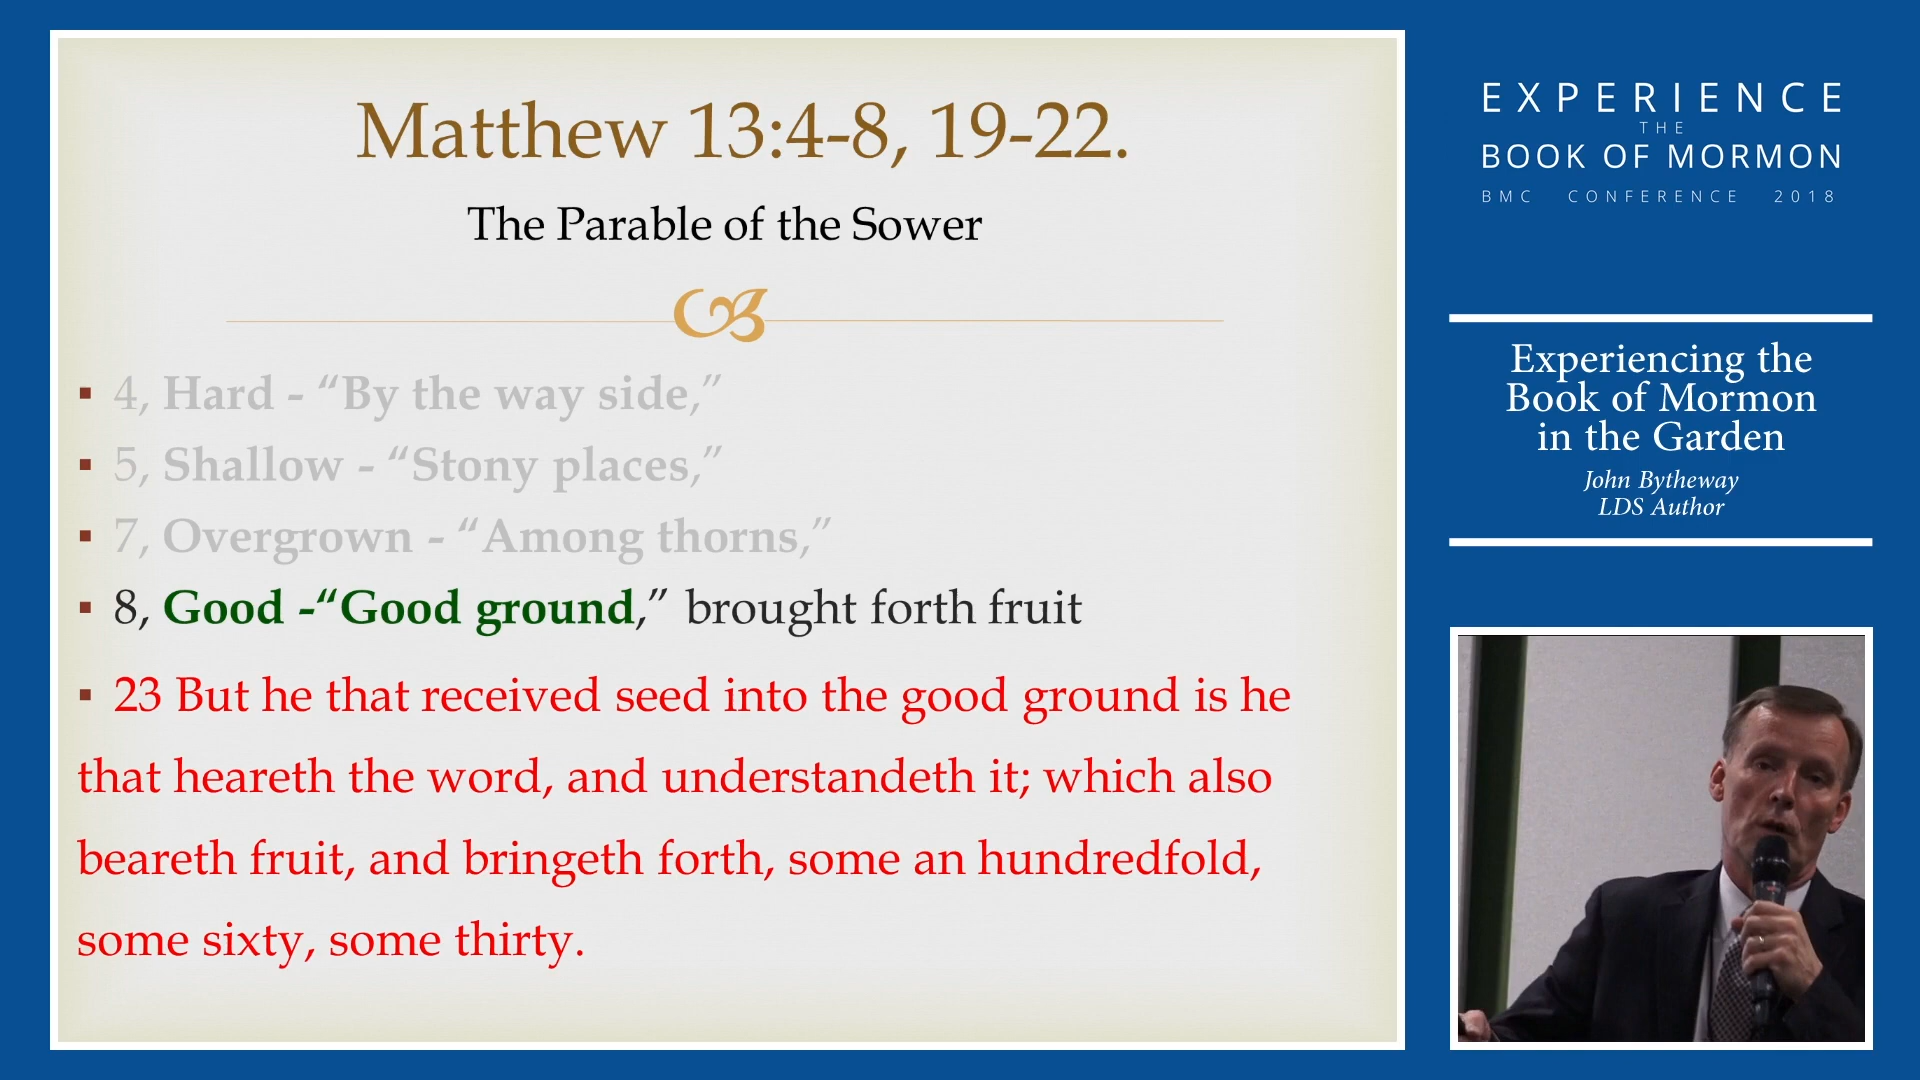 Matthew 13:4-8, 19-22.
The Parable of the Sower
▪ 4, Hard - “By the way side,”
▪ 5, Shallow - “Stony places,”
▪ 7, Overgrown - “Among thorns,”
▪ 8, Good -“Good ground,” brought forth fruit
▪ 23 But he that received seed into the good ground is he
that heareth the word, and understandeth it; which also
beareth fruit, and bringeth forth, some an hundredfold,
some sixty, some thirty.
EXPERIENCE
THE
BOOK OF MORMON
BMC CONFERENCE 2018
Experiencing the
Book of Mormon
in the Garden
John Bytheway
LDS Author